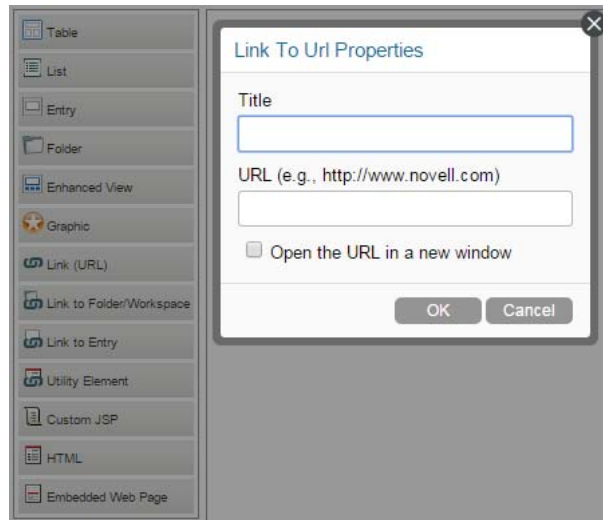 Table
List
Entry
Folder
Enhanced View
Graphic
Link (URL)
Link to Folder/Workspace
Link to Entry
Utility Element
Custom JSP
HTML
Embedded Web Page
Link To Url Properties
Title
URL (e.g., http://www.novell.com)
Open the URL in a new window
OK Cancel